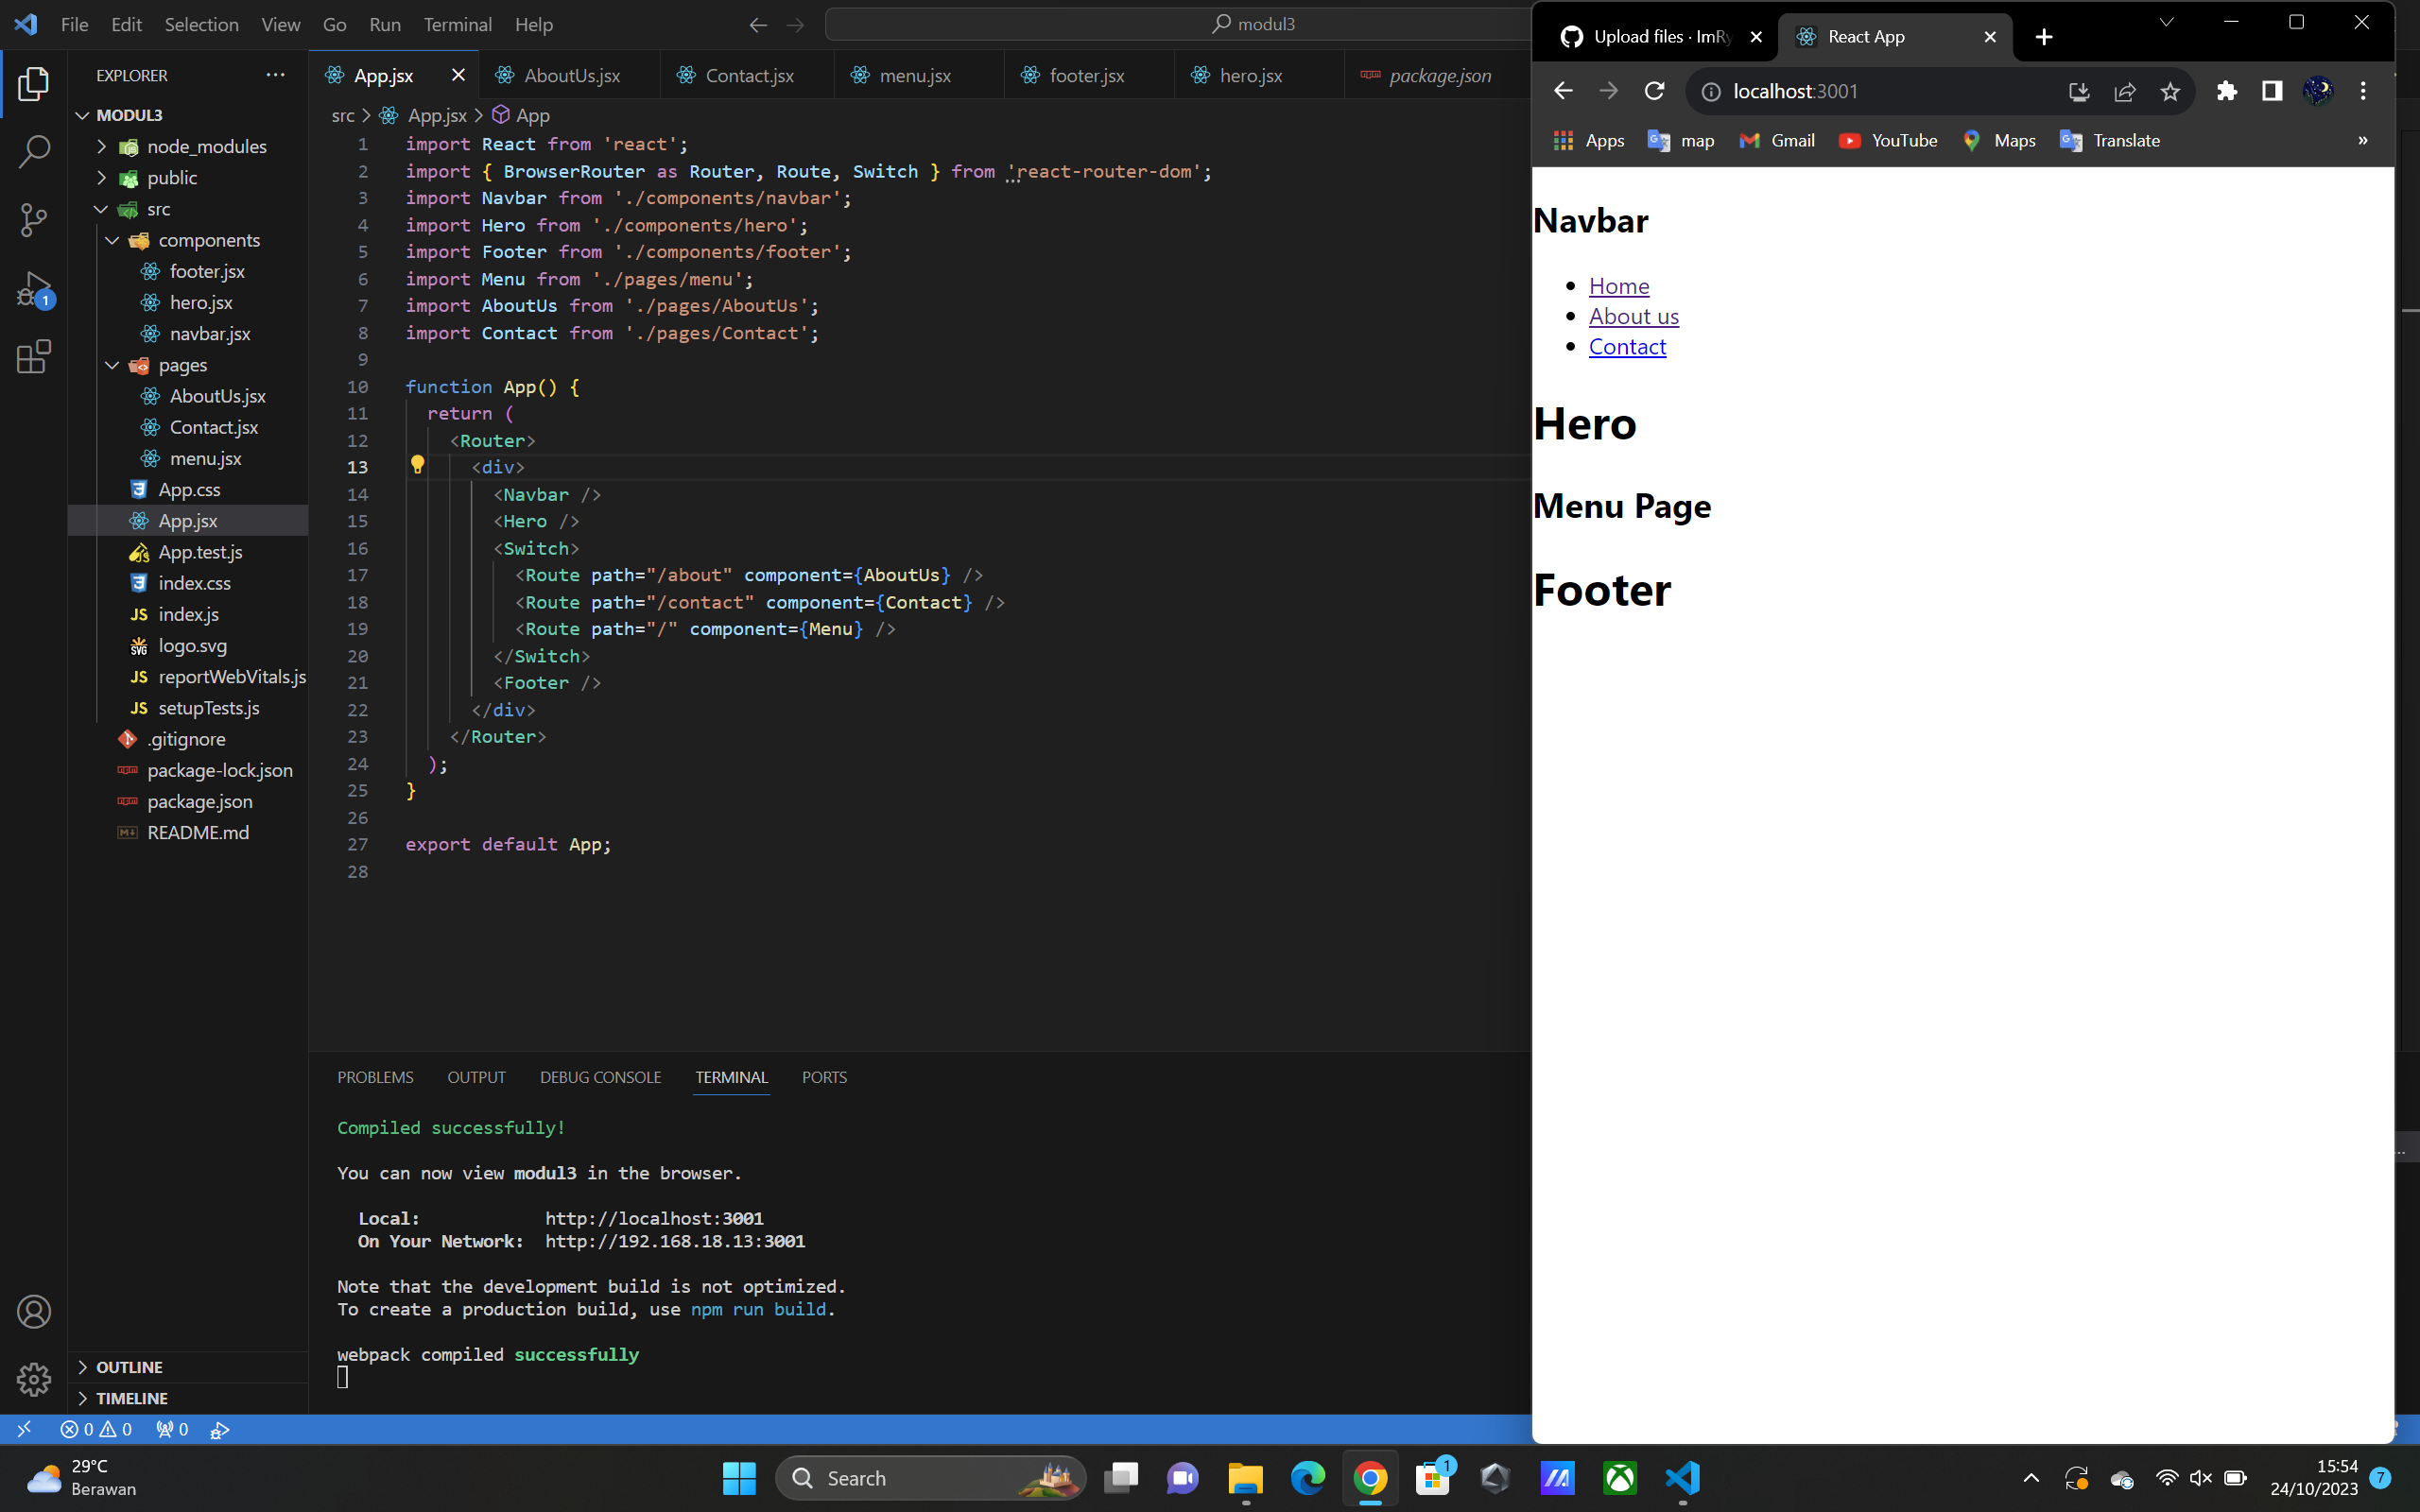 File Edit Selection View Go Run Terminal Help
modul3
EXPLORER
MODUL3
node_modules
public
src
components
footer.jsx
hero.jsx
navbar.jsx
pages
AboutUs.jsx
Contact.jsx
menu.jsx
App.css
App.jsx
App.test.js
index.css
JS index.js
logo.svg
JS reportWebVitals.js
JS setupTests.js
.gitignore
package-lock.json
package.json
README.md
OUTLINE
TIMELINE
App.jsx AboutUs.jsx Contact.jsx menu.jsx footer.jsx hero.jsx package.json
src > App.jsx > App
1 import React from 'react';
2 import { BrowserRouter as Router, Route, Switch } from 'react-router-dom';
3 import Navbar from './components/navbar';
4 import Hero from './components/hero';
5 import Footer from './components/footer';
6 import Menu from './pages/menu';
7 import AboutUs from './pages/AboutUs';
8 import Contact from './pages/Contact';
9
10 function App() {
11 return (
12 <Router>
13 <div>
14 <Navbar />
15 <Hero />
16 <Switch>
17 <Route path="/about" component={AboutUs} />
18 <Route path="/contact" component={Contact} />
19 <Route path="/" component={Menu} />
20 </Switch>
21 <Footer />
22 </div>
23 </Router>
24 );
25 }
26
27 export default App;
28
PROBLEMS OUTPUT DEBUG CONSOLE TERMINAL PORTS
Compiled successfully!
You can now view modul3 in the browser.
Local: http://localhost:3001
On Your Network: http://192.168.18.13:3001
Note that the development build is not optimized.
To create a production build, use npm run build.
webpack compiled successfully
0 0 0
Upload files · ImRy
React App
localhost:3001
Apps map Gmail YouTube Maps Translate »
Navbar
Home
About us
Contact
Hero
Menu Page
Footer
29°C
Berawan
Search
1
15:54
24/10/2023
7